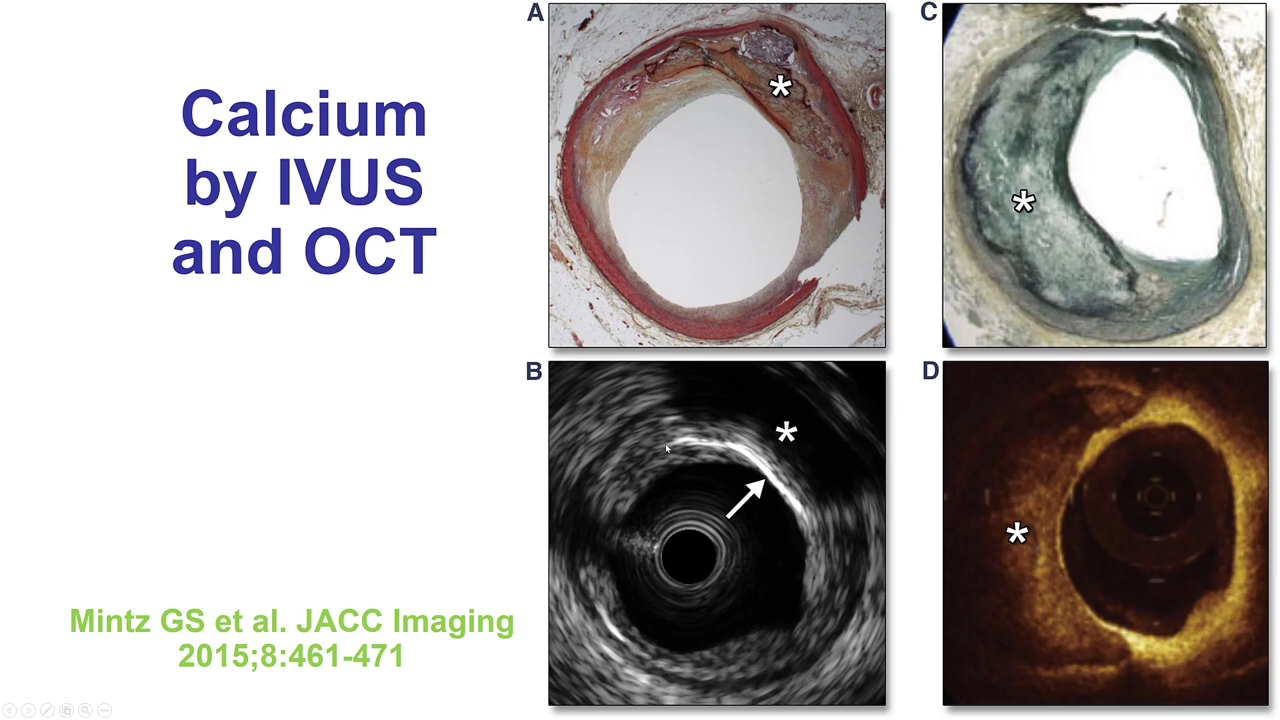 Calcium
by IVUS
and OCT
Mintz GS et al. JACC Imaging
2015;8:461-471
A
*
C
*
B
*
D
*